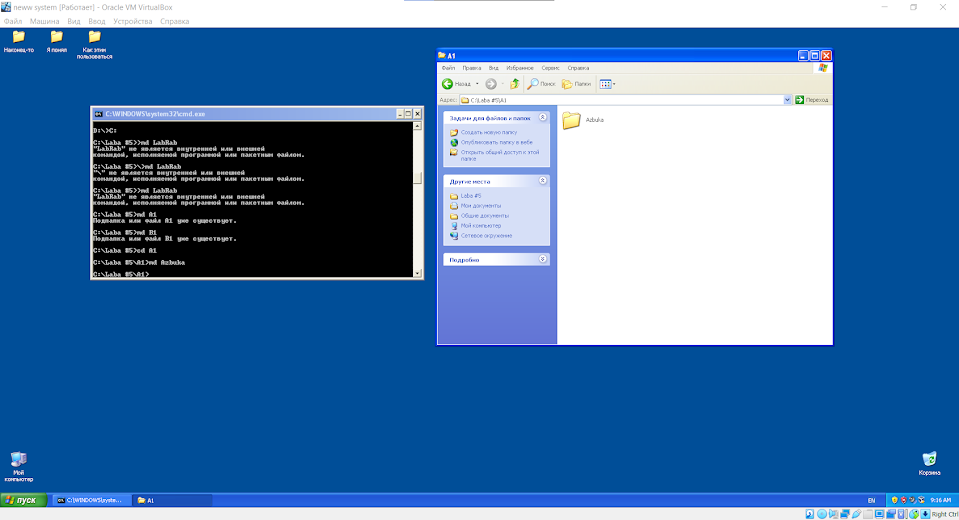 neww system [Работает] - Oracle VM VirtualBox
Файл Машина Вид Ввод Устройства Справка
Наконец-то
Я понял
Как этим
пользоваться
C:\WINDOWS\system32\cmd.exe
D:\>C:
C:\Laba #5>>md LabRab
"LabRab" не является внутренней или внешней
командой, исполняемой программой или пакетным файлом.
C:\Laba #5>\>md LabRab
"\" не является внутренней или внешней
командой, исполняемой программой или пакетным файлом.
C:\Laba #5>>md LabRab
"LabRab" не является внутренней или внешней
командой, исполняемой программой или пакетным файлом.
C:\Laba #5>md A1
Подпапка или файл A1 уже существует.
C:\Laba #5>md B1
Подпапка или файл B1 уже существует.
C:\Laba #5>cd A1
C:\Laba #5\A1>md Azbuka
C:\Laba #5\A1>
A1
Файл Правка Вид Избранное Сервис Справка
Назад Поиск Папки
Адрес: C:\Laba #5\A1 Переход
Задачи для файлов и папок
Создать новую папку
Опубликовать папку в вебе
Открыть общий доступ к этой
папке
Другие места
Laba #5
Мои документы
Общие документы
Мой компьютер
Сетевое окружение
Подробно
Azbuka
Мой
компьютер
Корзина
пуск
C:\WINDOWS\syste...
A1
EN
9:36 AM
Right Ctrl